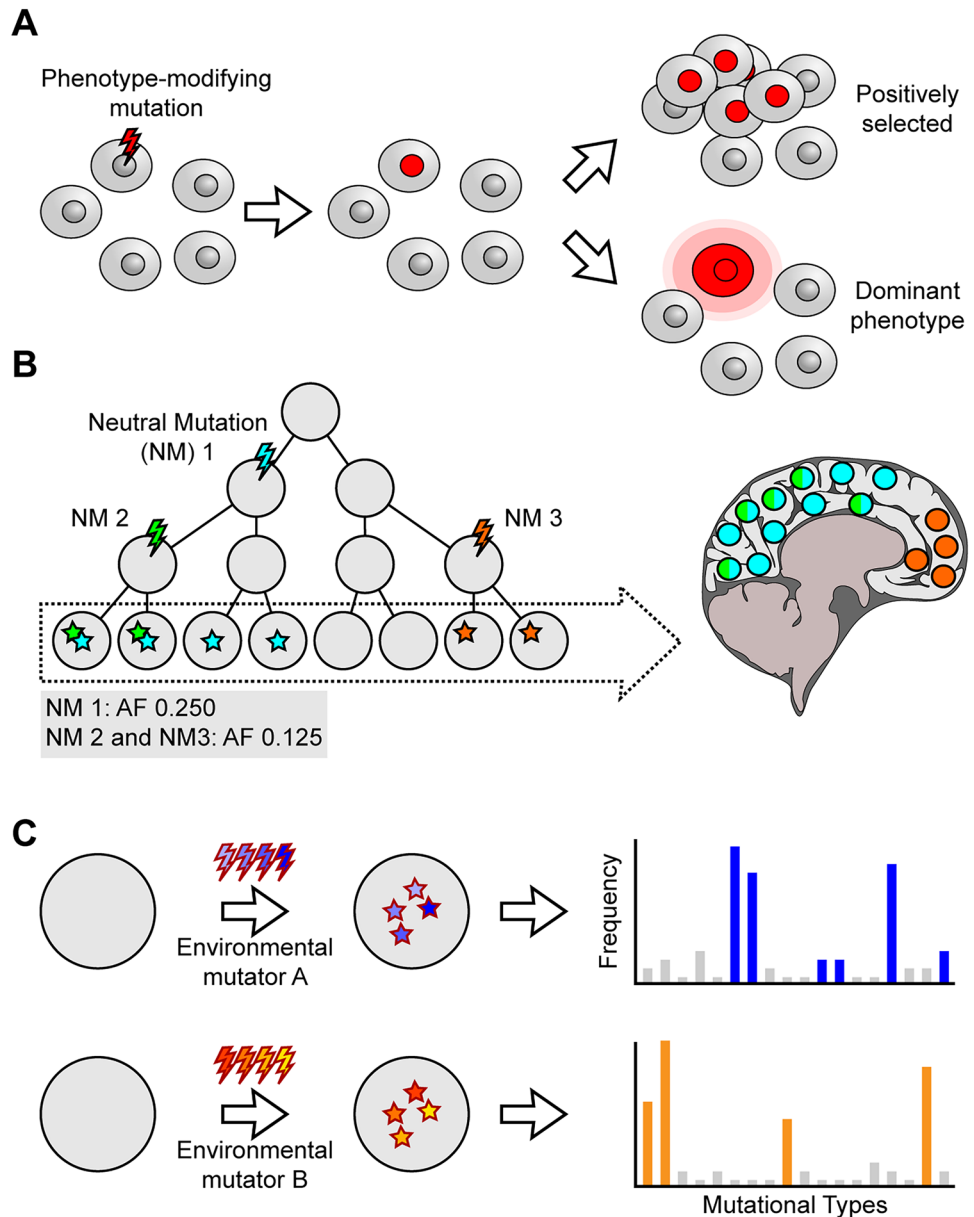 A
Phenotype-modifying
mutation
Positively
selected
Dominant
phenotype
B
Neutral Mutation
(NM) 1
NM 2
NM 3
NM 1: AF 0.250
NM 2 and NM3: AF 0.125
C
Environmental
mutator A
Frequency
Environmental
mutator B
Mutational Types